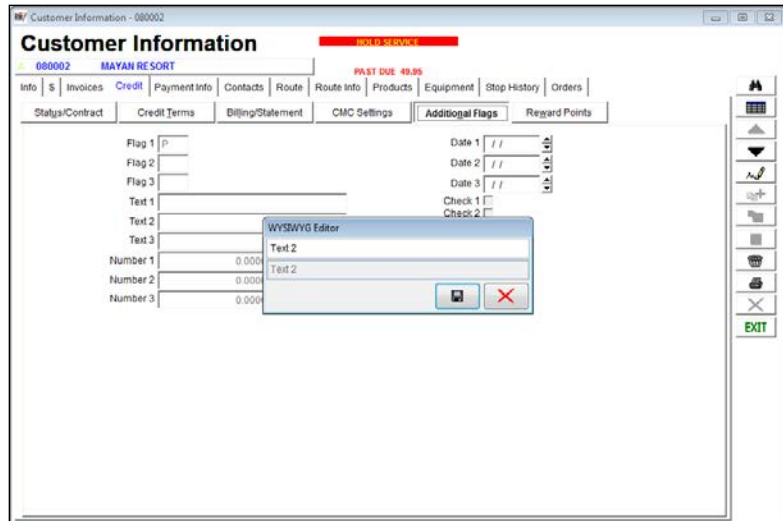 Customer Information - 080002
Customer Information
HOLD SERVICE
080002 MAYAN RESORT
PAST DUE 49.95
Info $ Invoices Credit Payment Info Contacts Route Route Info Products Equipment Stop History Orders
Status/Contract Credit Terms Billing/Statement CMC Settings Additional Flags Reward Points
Flag 1 P Date 1 / /
Flag 2 Date 2 / /
Flag 3 Date 3 / /
Text 1 Check 1
Text 2 Check 2
Text 3
Number 1 0.000
Number 2 0.000
Number 3 0.000
WYSIWYG Editor
Text 2
Text 2
EXIT